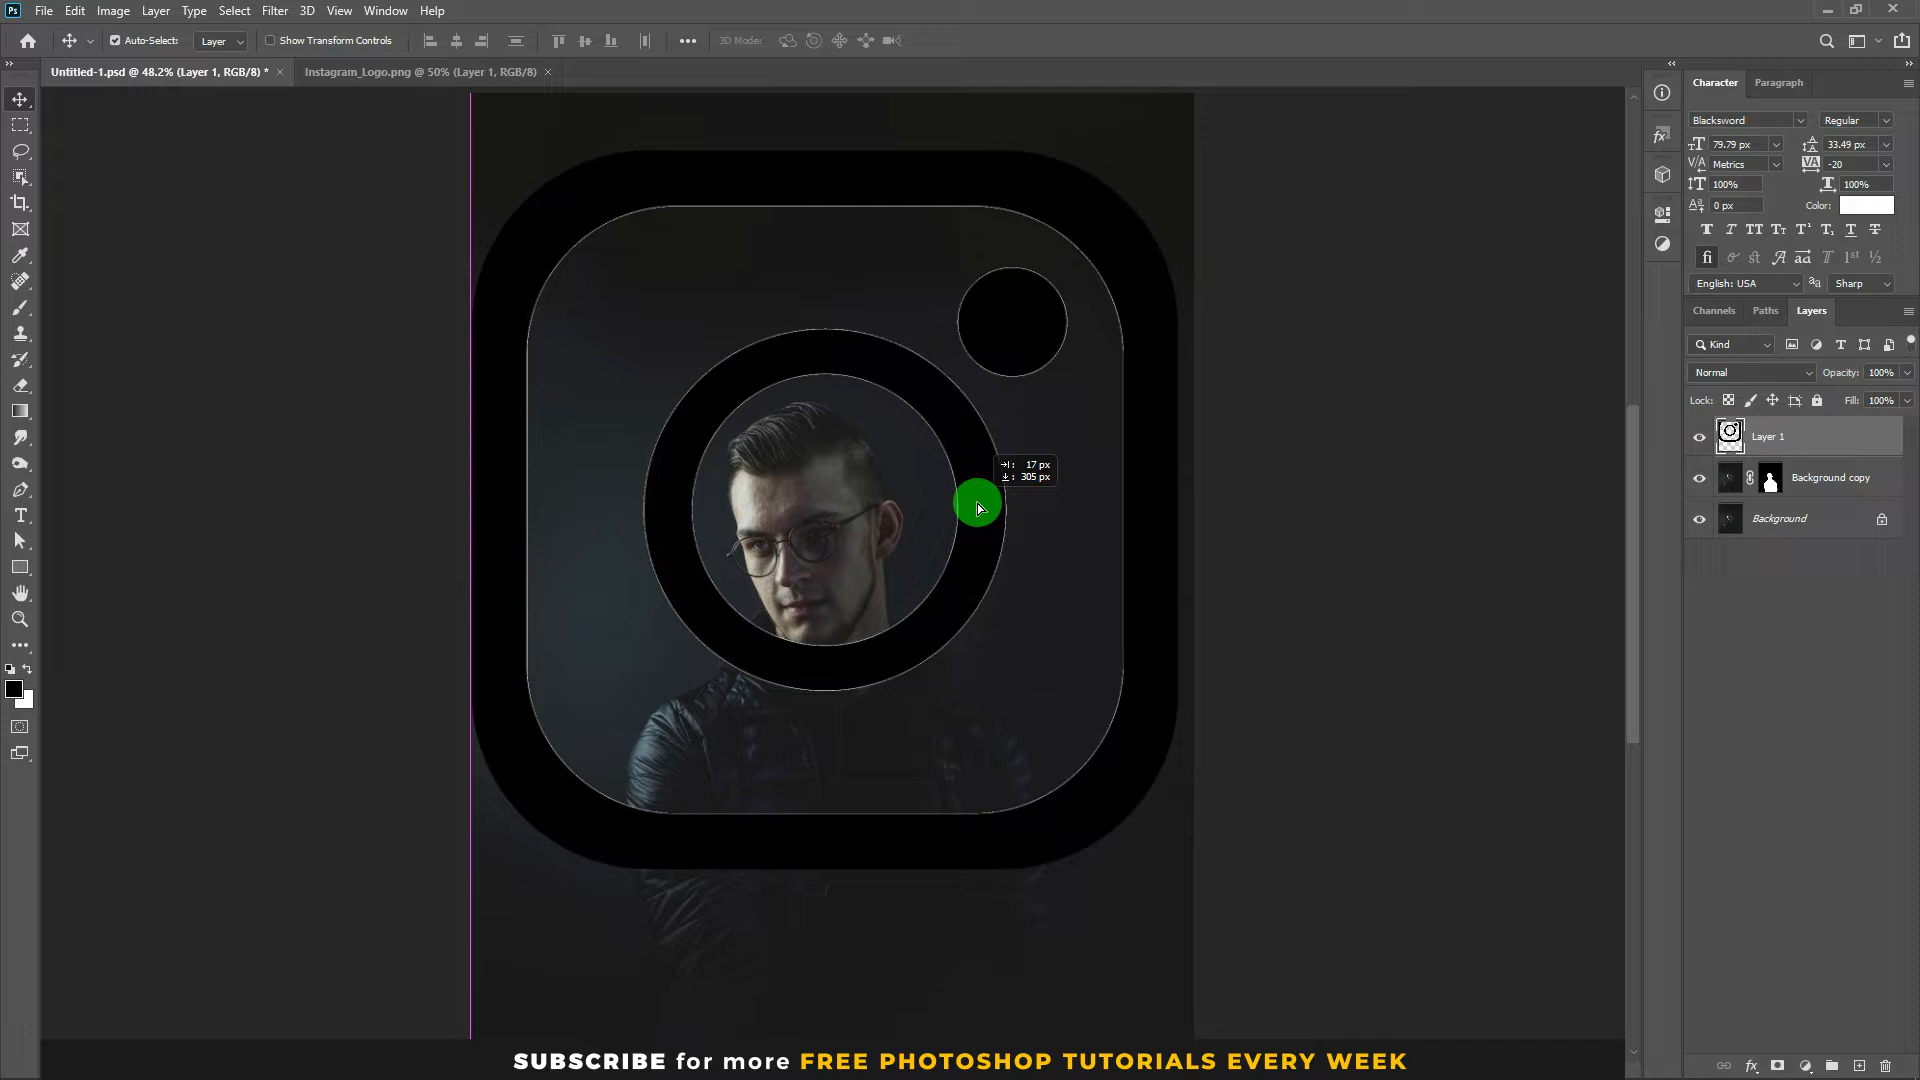 Ps File Edit Image Layer Type Select Filter 3D View Window Help
Auto-Select: Layer Show Transform Controls 3D Mode:
Untitled-1.psd @ 48.2% (Layer 1, RGB/8) * × Instagram_Logo.png @ 50% (Layer 1, RGB/8) ×
Character Paragraph
Blacksword Regular
79.79 px 33.49 px
Metrics -20
100% 100%
0 px Color:
English: USA aa Sharp
Channels Paths Layers
Kind
Normal Opacity: 100%
Lock: Fill: 100%
Layer 1
Background copy
Background
17 px
305 px
SUBSCRIBE for more FREE PHOTOSHOP TUTORIALS EVERY WEEK